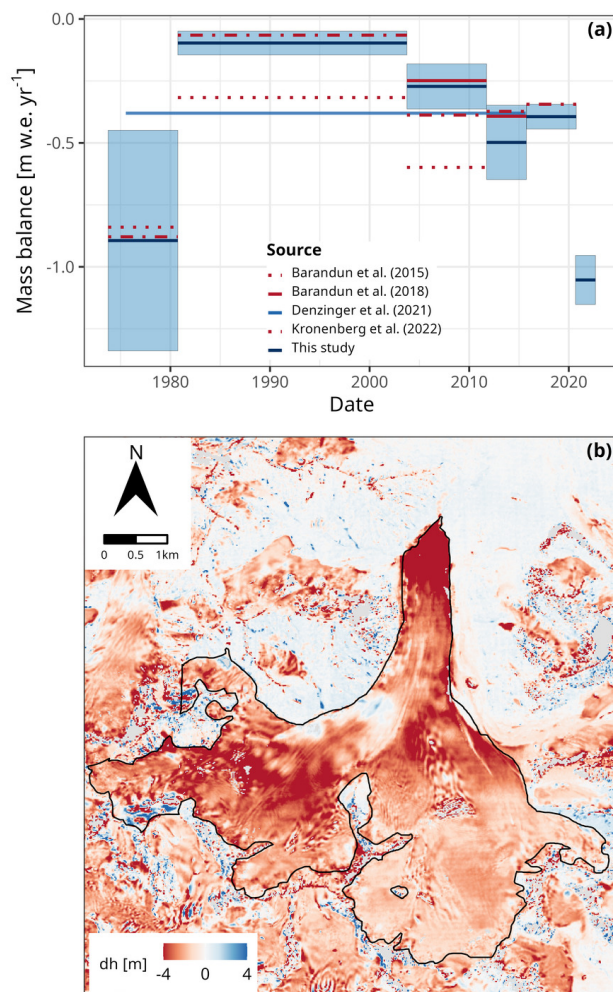 (a)
0.0
-0.5
-1.0
Mass balance [m w.e. yr-1]
Source
Barandun et al. (2015)
Barandun et al. (2018)
Denzinger et al. (2021)
Kronenberg et al. (2022)
This study
1980 1990 2000 2010 2020
Date
(b)
N
0 0.5 1km
dh [m]
-4 0 4